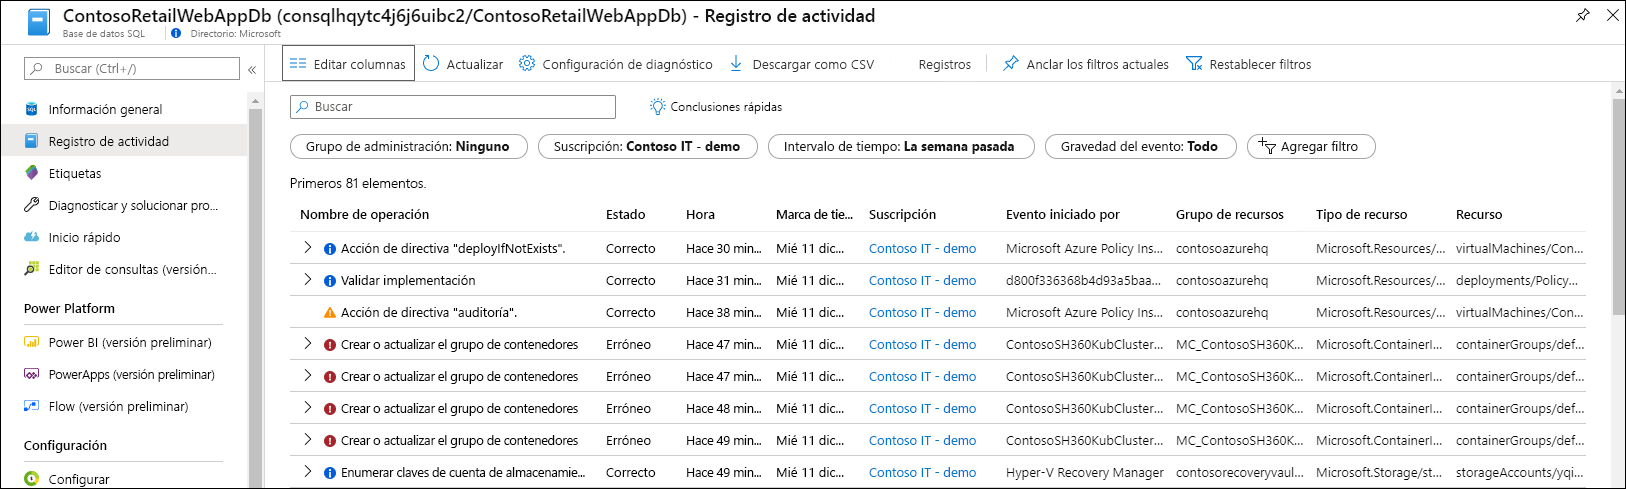 ContosoRetailWebAppDb (consqlhqytc4j6j6uibc2/ContosoRetailWebAppDb) - Registro de actividad
Base de datos SQL | Directorio: Microsoft
Buscar (Ctrl+/)
Información general
Registro de actividad
Etiquetas
Diagnosticar y solucionar pro...
Inicio rápido
Editor de consultas (versión...
Power Platform
Power BI (versión preliminar)
PowerApps (versión preliminar)
Flow (versión preliminar)
Configuración
Configurar
Editar columnas Actualizar Configuración de diagnóstico Descargar como CSV Registros Anclar los filtros actuales Restablecer filtros
Buscar Conclusiones rápidas
Grupo de administración: Ninguno Suscripción: Contoso IT - demo Intervalo de tiempo: La semana pasada Gravedad del evento: Todo Agregar filtro
Primeros 81 elementos.
Nombre de operación Estado Hora Marca de tie... Suscripción Evento iniciado por Grupo de recursos Tipo de recurso Recurso
Acción de directiva "deployIfNotExists". Correcto Hace 30 min... Mié 11 dic... Contoso IT - demo Microsoft Azure Policy Ins... contosoazurehq Microsoft.Resources/... virtualMachines/Con...
Validar implementación Correcto Hace 31 min... Mié 11 dic... Contoso IT - demo d800f336368b4d93a5baa... contosoazurehq Microsoft.Resources/... deployments/Policy...
Acción de directiva "auditoría". Correcto Hace 38 min... Mié 11 dic... Contoso IT - demo Microsoft Azure Policy Ins... contosoazurehq Microsoft.Resources/... virtualMachines/Con...
Crear o actualizar el grupo de contenedores Erróneo Hace 47 min... Mié 11 dic... Contoso IT - demo ContosoSH360KubCluster... MC_ContosoSH360K... Microsoft.ContainerI... containerGroups/def...
Crear o actualizar el grupo de contenedores Erróneo Hace 47 min... Mié 11 dic... Contoso IT - demo ContosoSH360KubCluster... MC_ContosoSH360K... Microsoft.ContainerI... containerGroups/def...
Crear o actualizar el grupo de contenedores Erróneo Hace 48 min... Mié 11 dic... Contoso IT - demo ContosoSH360KubCluster... MC_ContosoSH360K... Microsoft.ContainerI... containerGroups/def...
Crear o actualizar el grupo de contenedores Erróneo Hace 49 min... Mié 11 dic... Contoso IT - demo ContosoSH360KubCluster... MC_ContosoSH360K... Microsoft.ContainerI... containerGroups/def...
Enumerar claves de cuenta de almacenamie... Correcto Hace 49 min... Mié 11 dic... Contoso IT - demo Hyper-V Recovery Manager contosorecoveryvaul... Microsoft.Storage/st... storageAccounts/yqi...